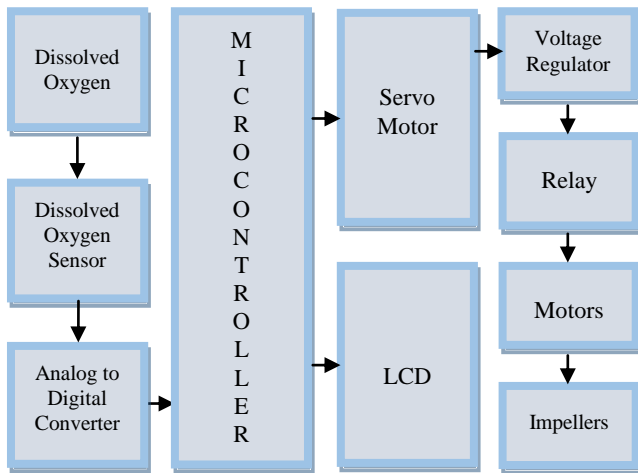 Dissolved
Oxygen
Dissolved
Oxygen
Sensor
Analog to
Digital
Converter
M
I
C
R
O
C
O
N
T
R
O
L
L
E
R
Servo
Motor
LCD
Voltage
Regulator
Relay
Motors
Impellers